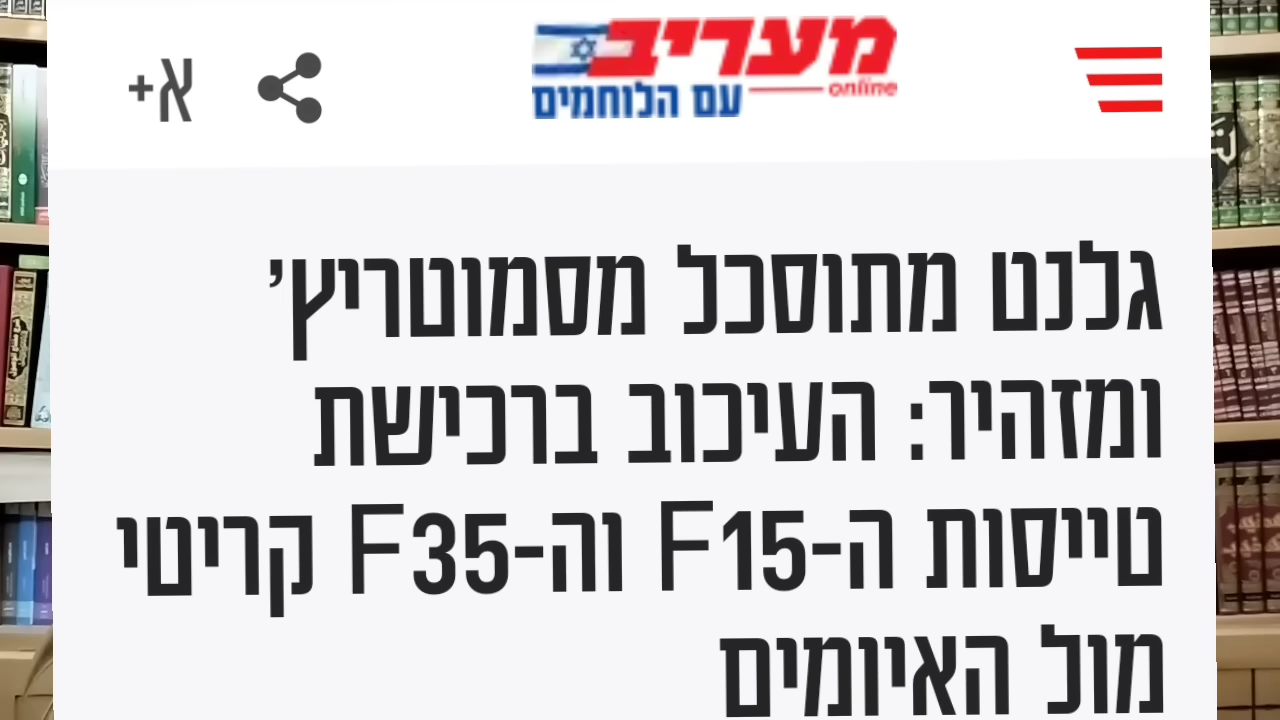 א+
מעריב
online
עם הלוחמים
גלנט מתוסכל מסמוטריץ'
ומזהיר: העיכוב ברכישת
טייסות ה-F15 וה-F35 קריטי
מול האיומים